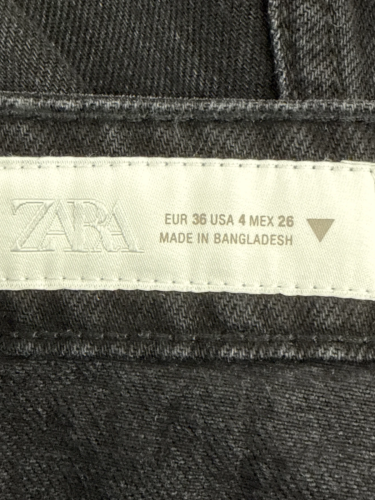 ZARA
EUR 36 USA 4 MEX 26
MADE IN BANGLADESH